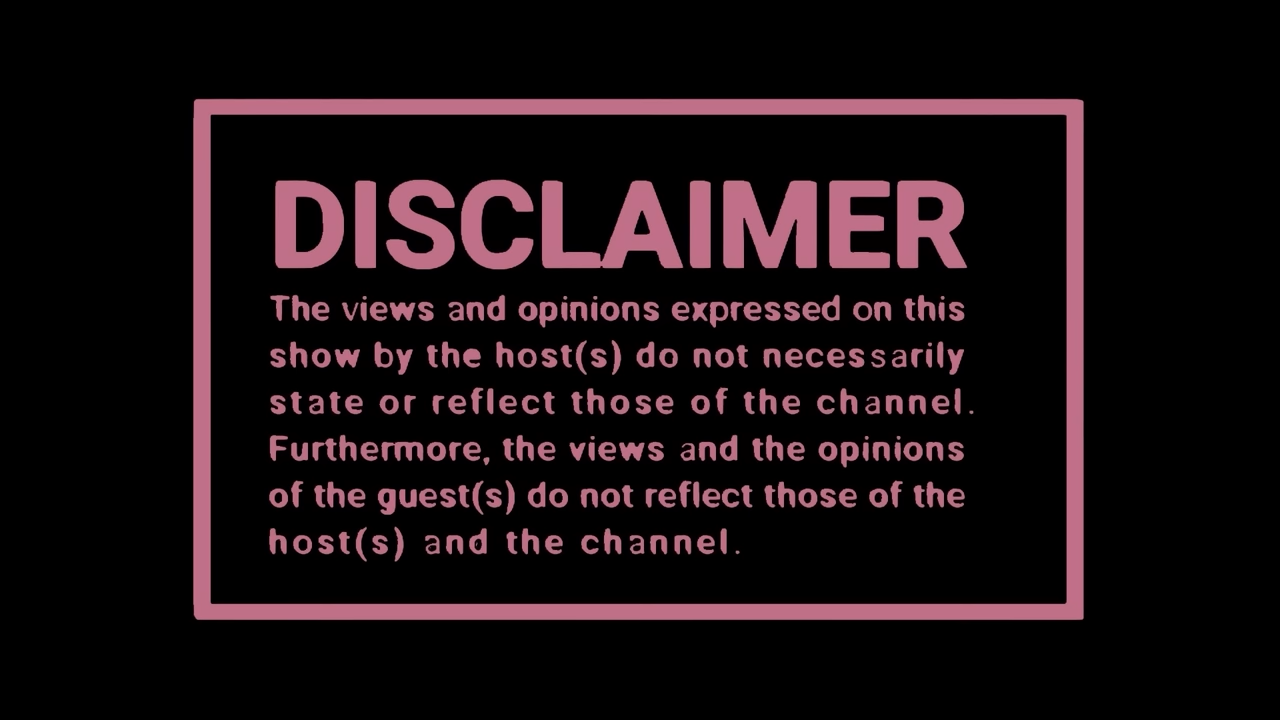 DISCLAIMER
The views and opinions expressed on this
show by the host(s) do not necessarily
state or reflect those of the channel.
Furthermore, the views and the opinions
of the guest(s) do not reflect those of the
host(s) and the channel.